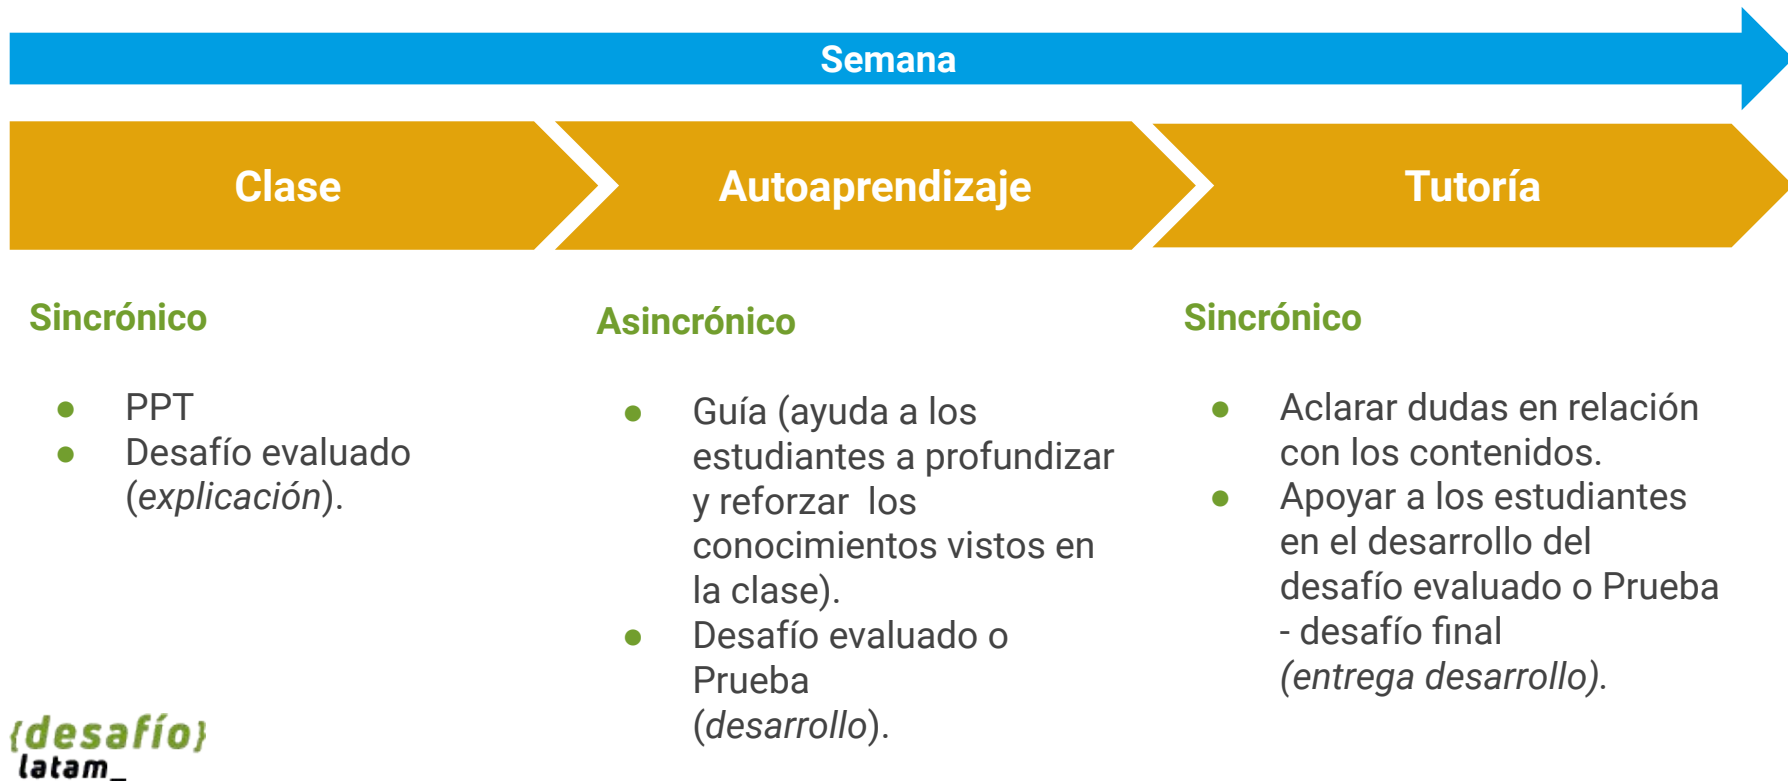 Semana
Clase
Autoaprendizaje
Tutoría
Sincrónico
● PPT
● Desafío evaluado
(explicación).
Asincrónico
● Guía (ayuda a los
estudiantes a profundizar
y reforzar  los
conocimientos vistos en
la clase).
● Desafío evaluado o
Prueba
(desarrollo).
Sincrónico
● Aclarar dudas en relación
con los contenidos.
● Apoyar a los estudiantes
en el desarrollo del
desafío evaluado o Prueba
- desafío final
(entrega desarrollo).
{desafío}
latam_